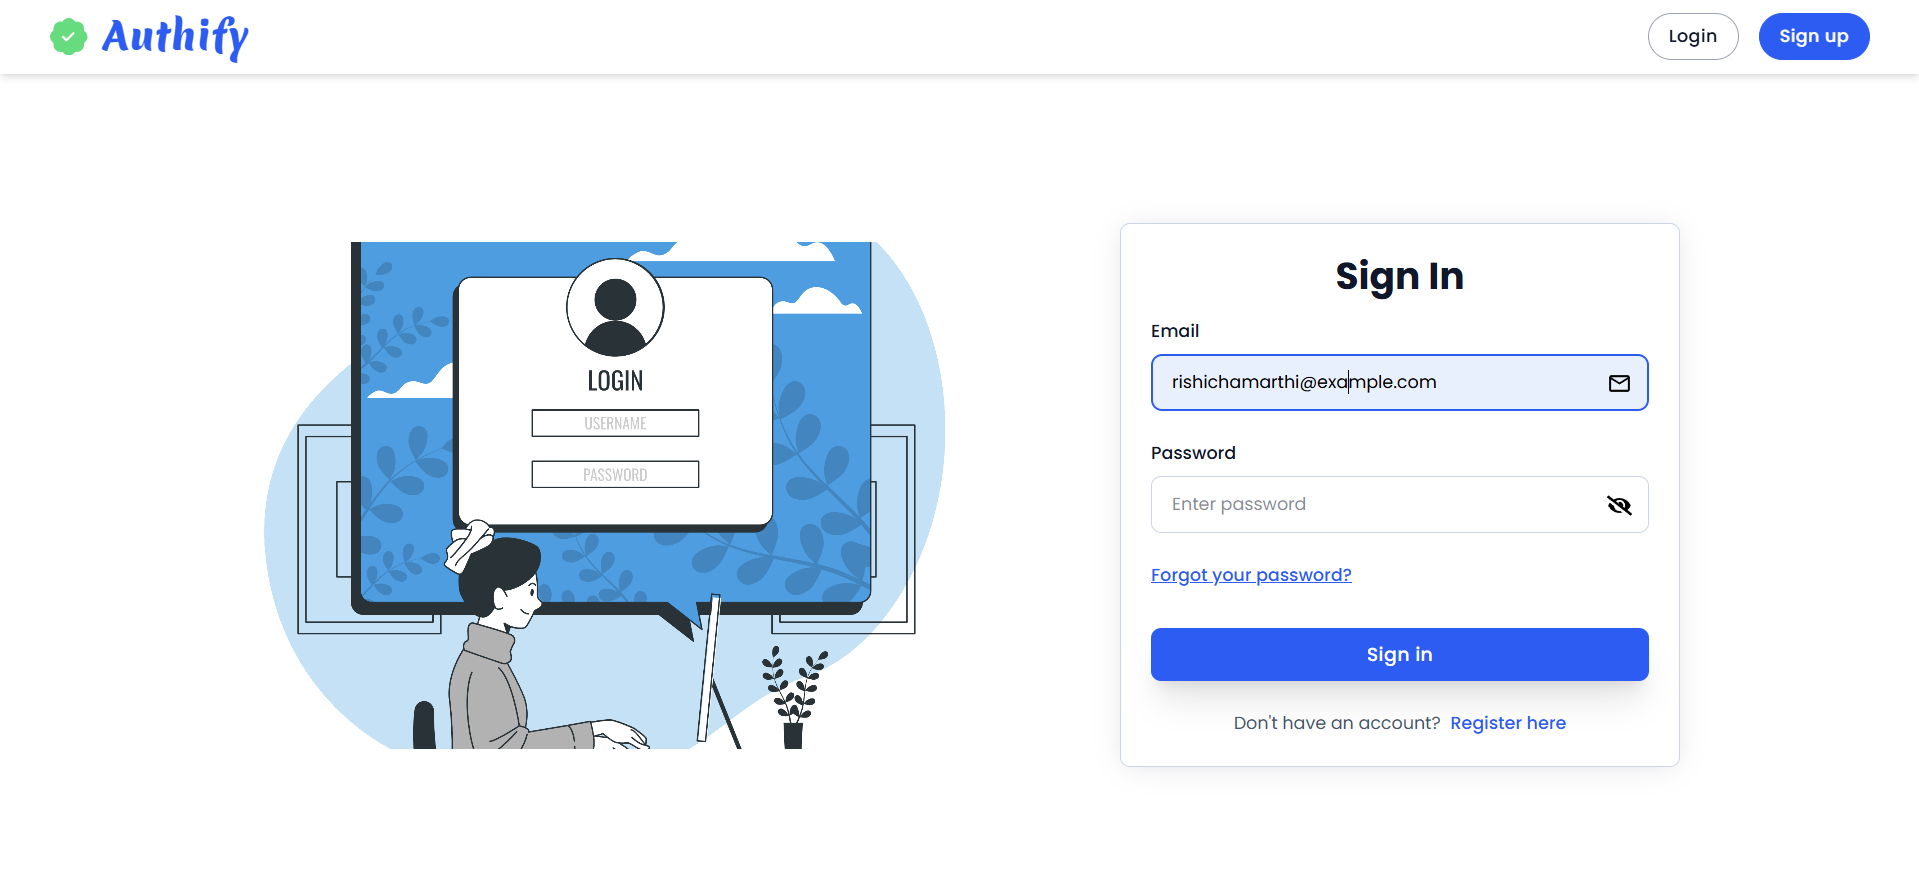 Authify
Login
Sign up
LOGIN
USERNAME
PASSWORD
Sign In
Email
rishichamarthi@example.com
Password
Enter password
Forgot your password?
Sign in
Don't have an account? Register here